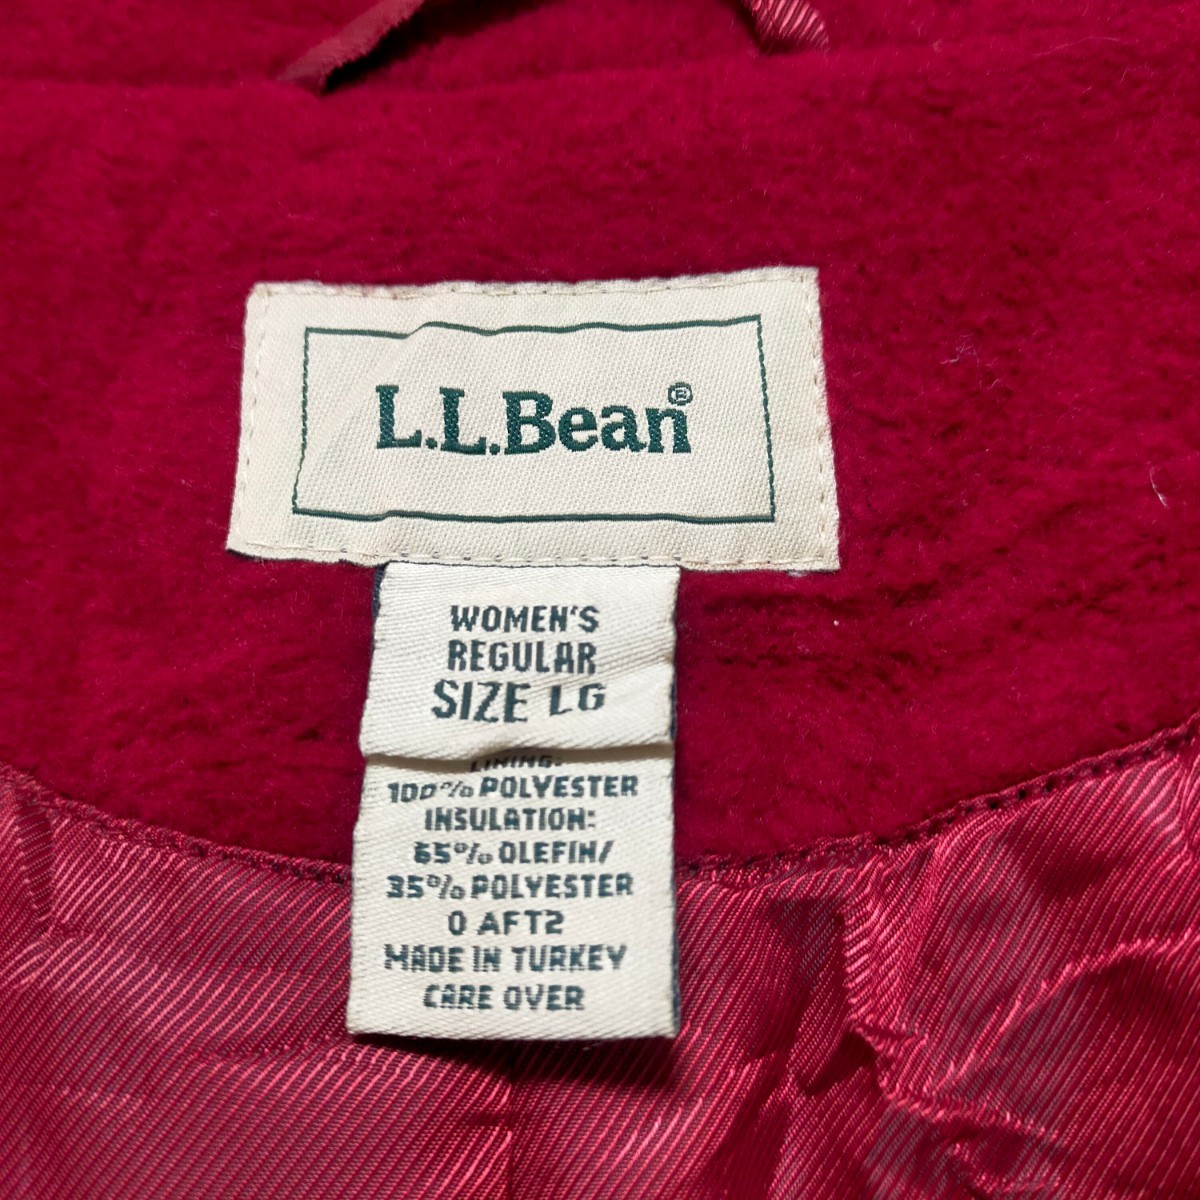 L.L.Bean®
WOMEN'S
REGULAR
SIZE LG
LINING:
100% POLYESTER
INSULATION:
65% OLEFIN/
35% POLYESTER
0 AFT2
MADE IN TURKEY
CARE OVER